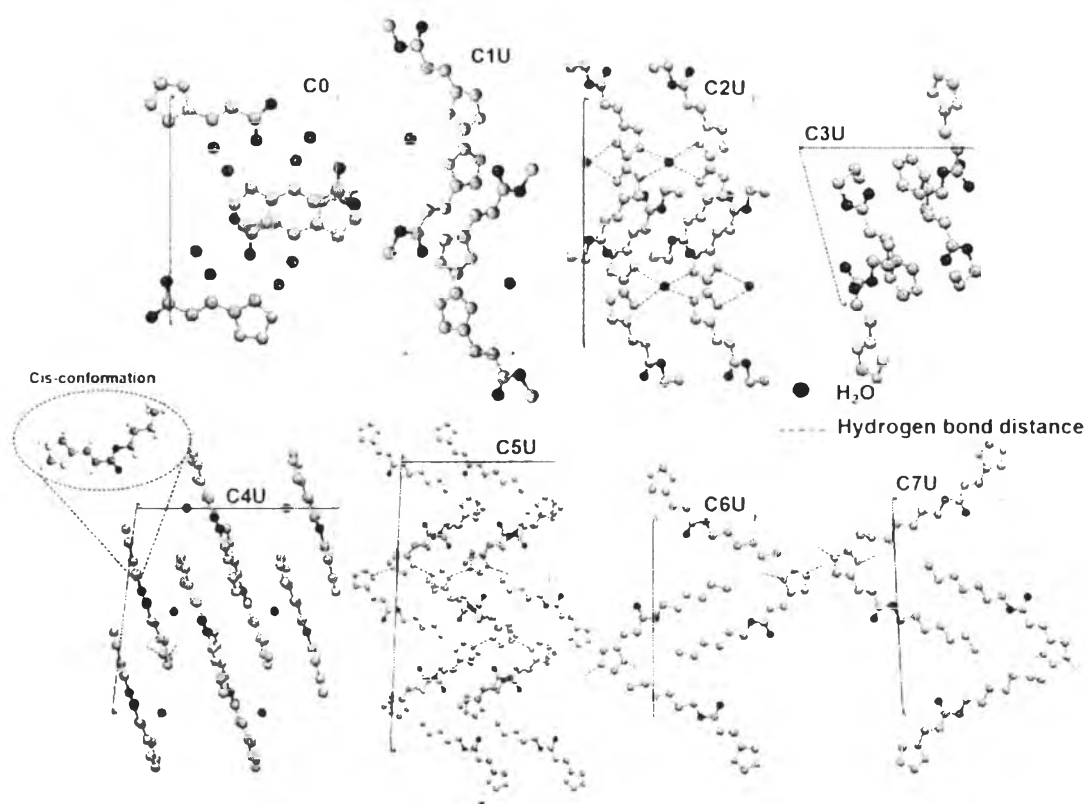 C0
C1U
C2U
C3U
H₂O
Hydrogen bond distance
Cis-conformation
C4U
C5U
C6U
C7U